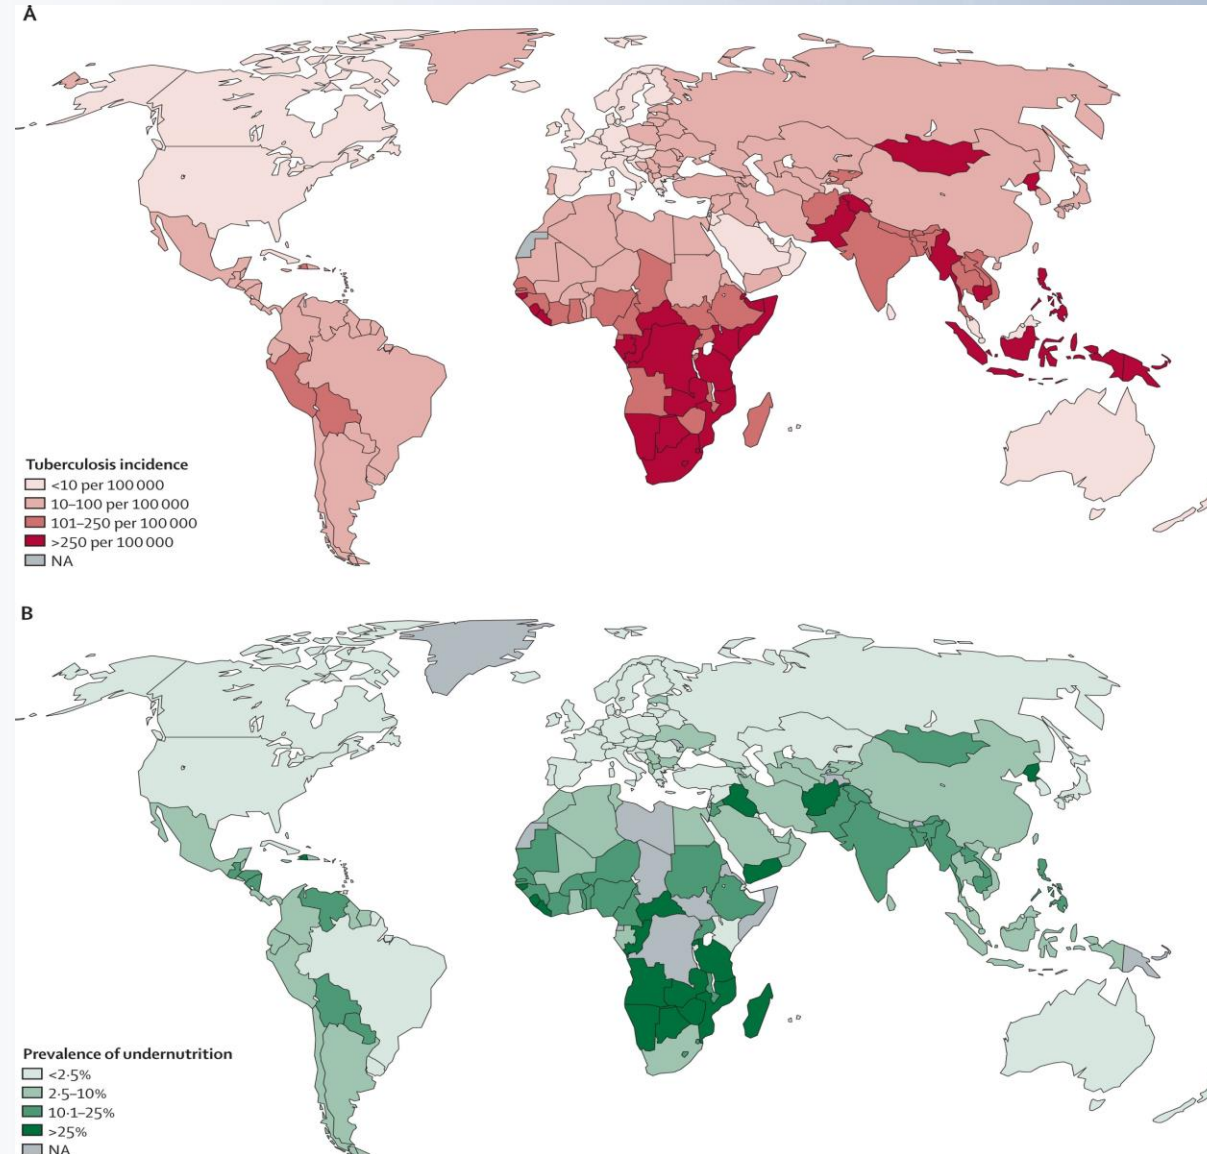 A
Tuberculosis incidence
<10 per 100 000
10–100 per 100 000
101–250 per 100 000
>250 per 100 000
NA
B
Prevalence of undernutrition
<2·5%
2·5–10%
10·1–25%
>25%
NA